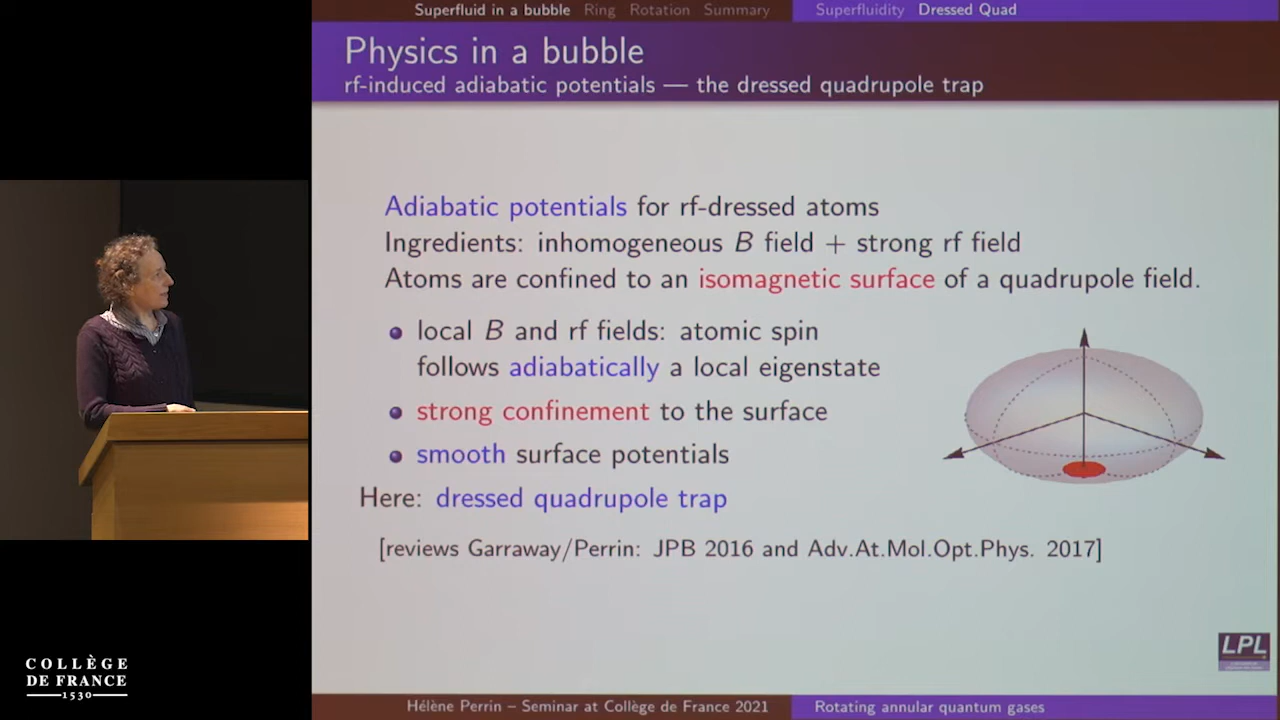 Superfluid in a bubble Ring Rotation Summary
Superfluidity Dressed Quad
Physics in a bubble
rf-induced adiabatic potentials — the dressed quadrupole trap
Adiabatic potentials for rf-dressed atoms
Ingredients: inhomogeneous B field + strong rf field
Atoms are confined to an isomagnetic surface of a quadrupole field.
local B and rf fields: atomic spin
follows adiabatically a local eigenstate
strong confinement to the surface
smooth surface potentials
Here: dressed quadrupole trap
[reviews Garraway/Perrin: JPB 2016 and Adv.At.Mol.Opt.Phys. 2017]
LPL
COLLÈGE
DE FRANCE
1530
Hélène Perrin – Seminar at Collège de France 2021
Rotating annular quantum gases